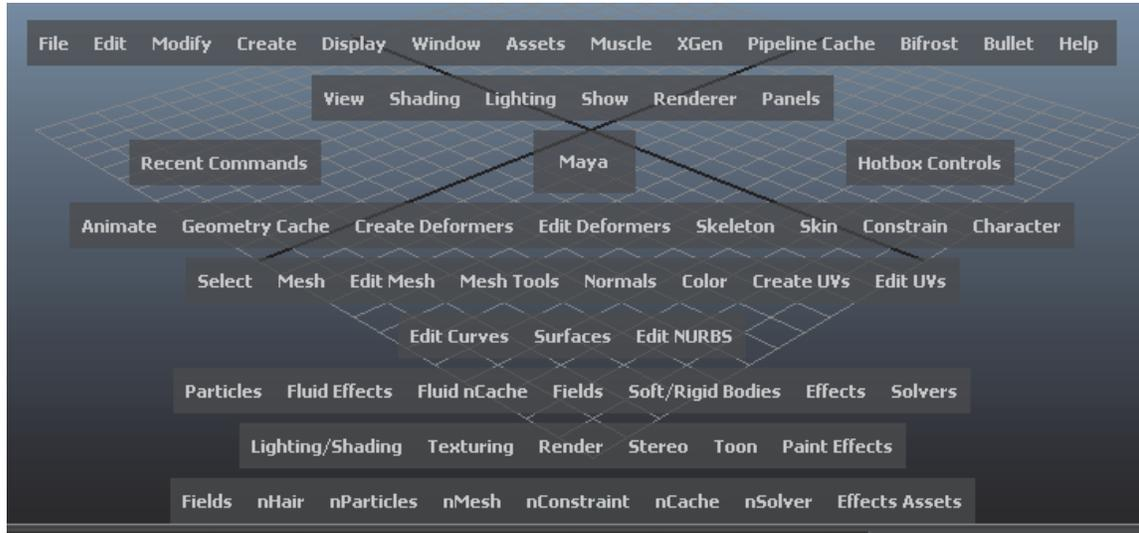 File Edit Modify Create Display Window Assets Muscle XGen Pipeline Cache Bifrost Bullet Help
View Shading Lighting Show Renderer Panels
Recent Commands Maya Hotbox Controls
Animate Geometry Cache Create Deformers Edit Deformers Skeleton Skin Constrain Character
Select Mesh Edit Mesh Mesh Tools Normals Color Create UVs Edit UVs
Edit Curves Surfaces Edit NURBS
Particles Fluid Effects Fluid nCache Fields Soft/Rigid Bodies Effects Solvers
Lighting/Shading Texturing Render Stereo Toon Paint Effects
Fields nHair nParticles nMesh nConstraint nCache nSolver Effects Assets